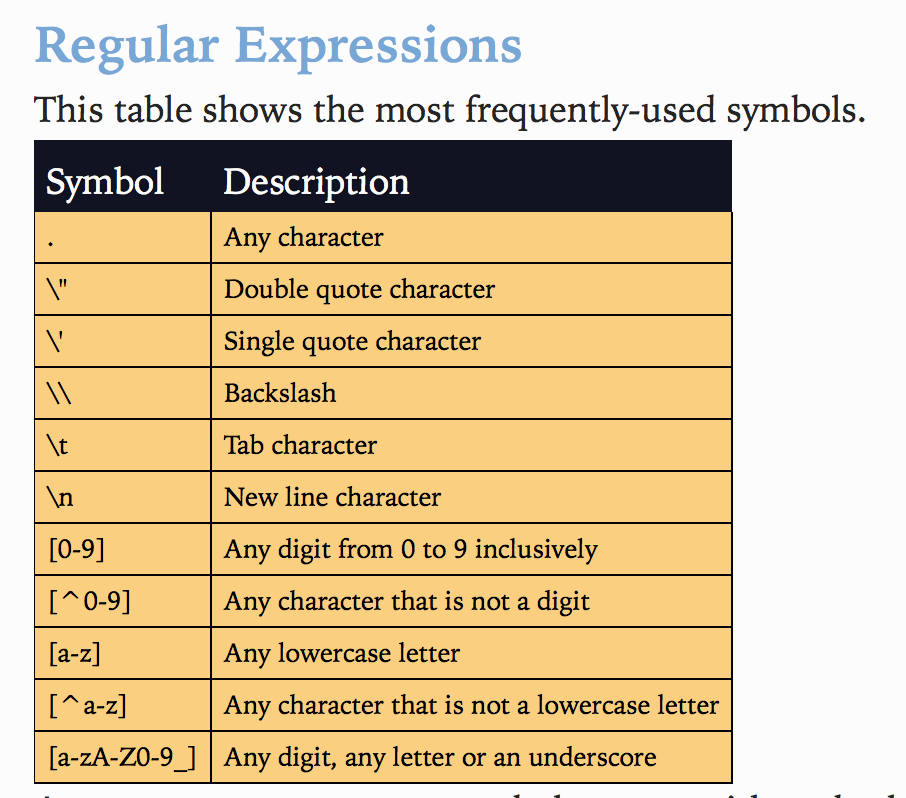 Regular Expressions
This table shows the most frequently-used symbols.
Symbol Description
. Any character
\" Double quote character
\' Single quote character
\\ Backslash
\t Tab character
\n New line character
[0-9] Any digit from 0 to 9 inclusively
[^0-9] Any character that is not a digit
[a-z] Any lowercase letter
[^a-z] Any character that is not a lowercase letter
[a-zA-Z0-9_] Any digit, any letter or an underscore